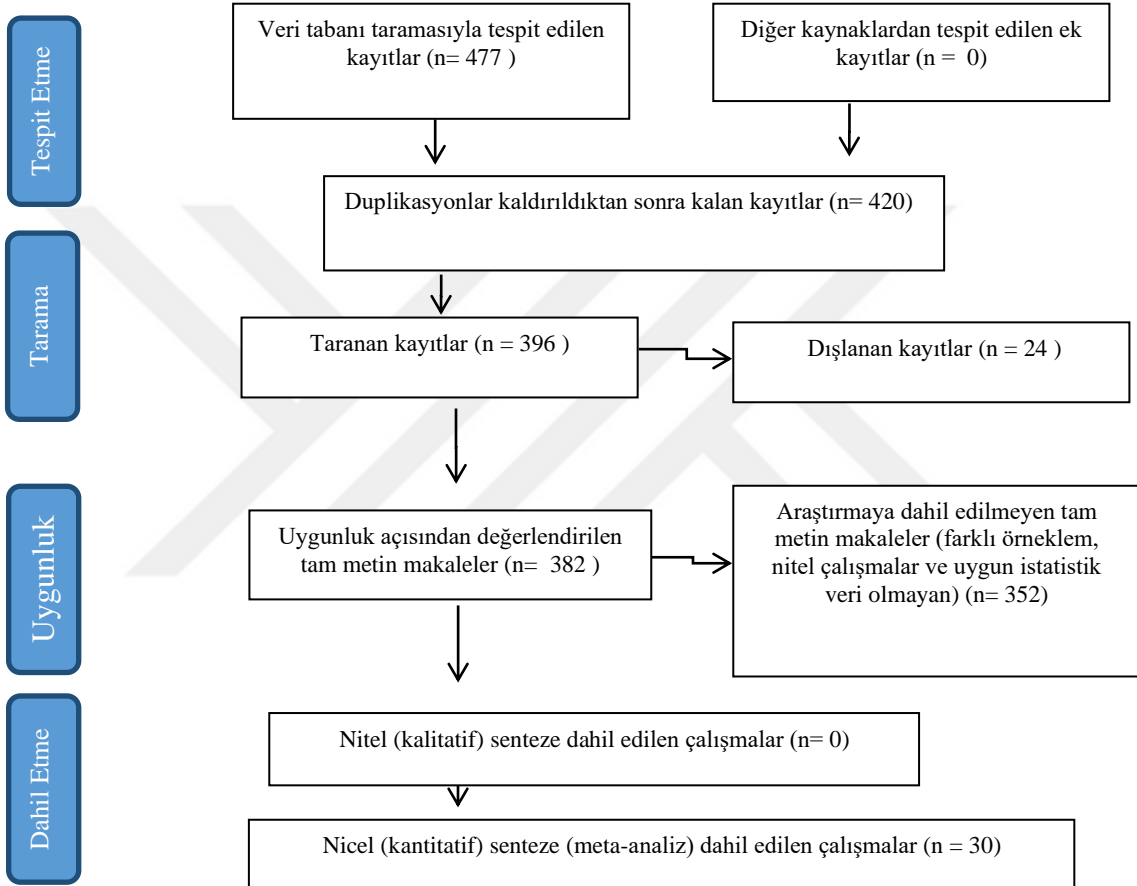 Tespit Etme
Veri tabanı taramasıyla tespit edilen
kayıtlar (n= 477 )
Diğer kaynaklardan tespit edilen ek
kayıtlar (n = 0)
Duplikasyonlar kaldırıldıktan sonra kalan kayıtlar (n= 420)
Tarama
Taranan kayıtlar (n = 396 )
Dışlanan kayıtlar (n = 24 )
Uygunluk
Uygunluk açısından değerlendirilen
tam metin makaleler (n= 382 )
Araştırmaya dahil edilmeyen tam
metin makaleler (farklı örneklem,
nitel çalışmalar ve uygun istatistik
veri olmayan) (n= 352)
Dahil Etme
Nitel (kalitatif) senteze dahil edilen çalışmalar (n= 0)
Nicel (kantitatif) senteze (meta-analiz) dahil edilen çalışmalar (n = 30)